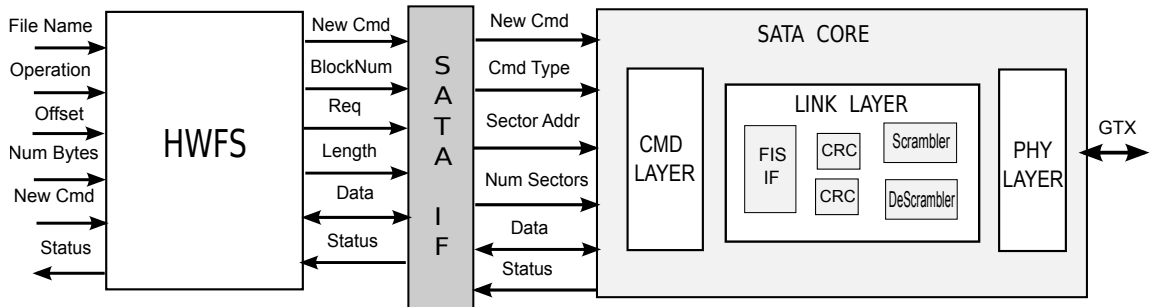 File Name
Operation
Offset
Num Bytes
New Cmd
Status
HWFS
New Cmd
BlockNum
Req
Length
Data
Status
SATA IF
New Cmd
Cmd Type
Sector Addr
Num Sectors
Data
Status
SATA CORE
CMD
LAYER
LINK LAYER
FIS
IF
CRC
CRC
Scrambler
DeScrambler
PHY
LAYER
GTX